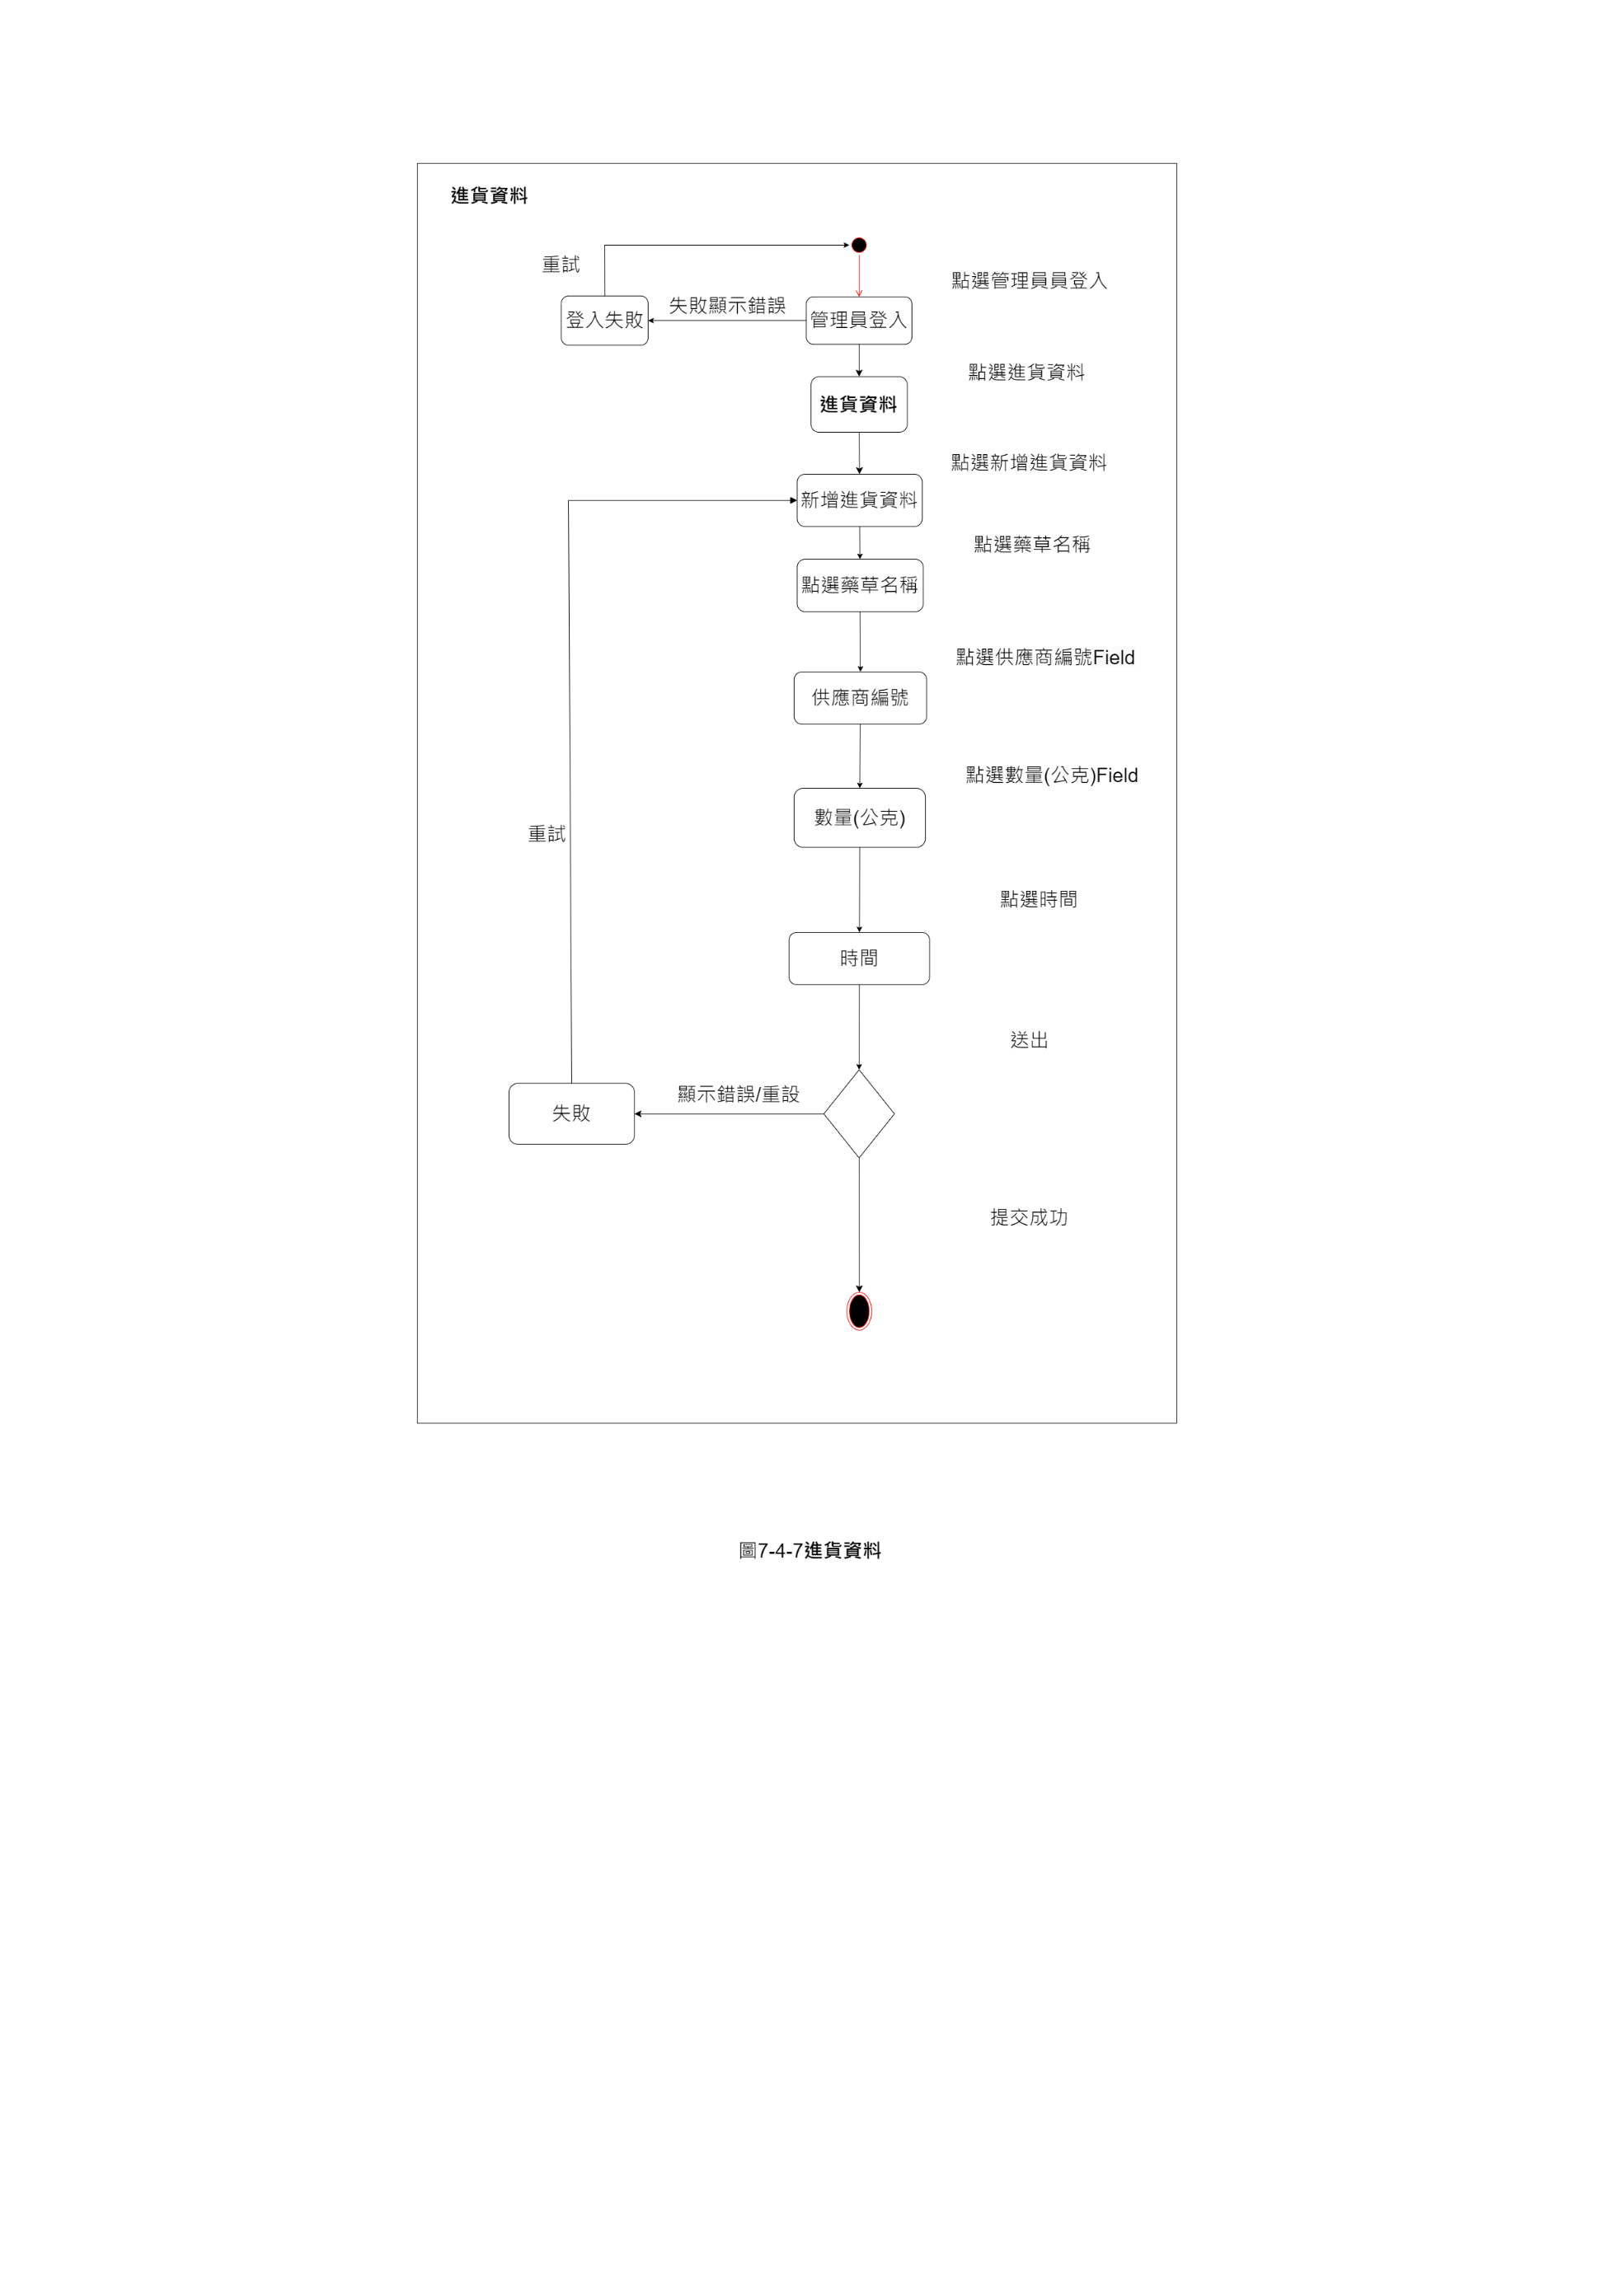 進貨資料
重試
點選管理員員登入
失敗顯示錯誤
登入失敗
管理員登入
點選進貨資料
進貨資料
點選新增進貨資料
新增進貨資料
點選藥草名稱
點選藥草名稱
點選供應商編號Field
供應商編號
點選數量(公克)Field
數量(公克)
重試
點選時間
時間
送出
顯示錯誤/重設
失敗
提交成功
圖7-4-7進貨資料